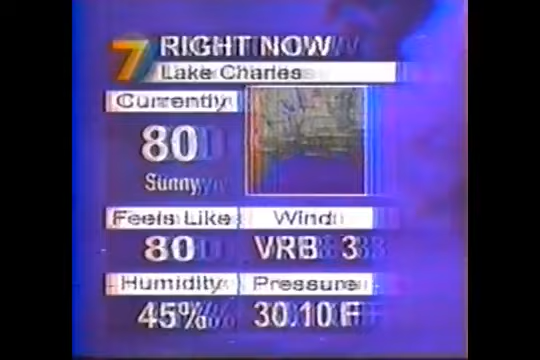 7 RIGHT NOW
Lake Charles
Currently
80
Sunny
Feels Like Wind
80 VRB 3
Humidity Pressure
45% 30.10 F